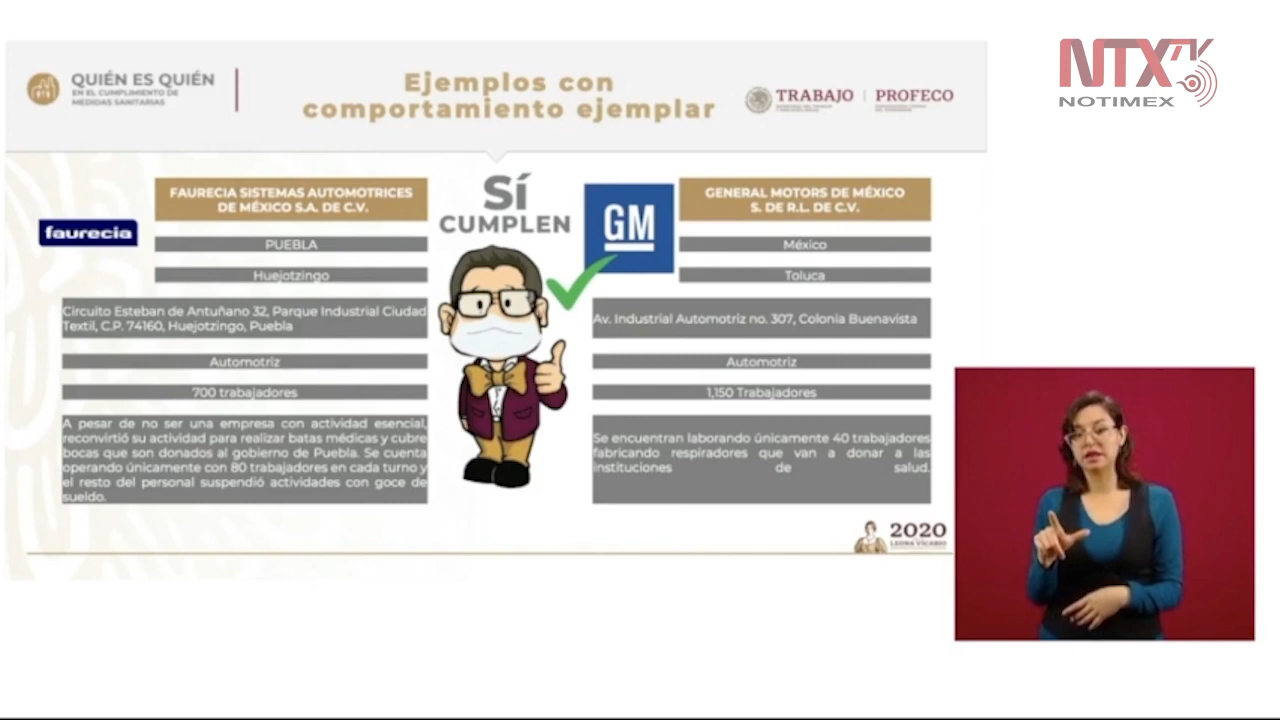 NTX
NOTIMEX
QUIÉN ES QUIÉN
EN EL CUMPLIMIENTO DE
MEDIDAS SANITARIAS
Ejemplos con
comportamiento ejemplar
TRABAJO
PROFECO
faurecia
FAURECIA SISTEMAS AUTOMOTRICES
DE MÉXICO S.A. DE C.V.
PUEBLA
Huejotzingo
Circuito Esteban de Antuñano 32, Parque Industrial Ciudad
Textil, C.P. 74160, Huejotzingo, Puebla
Automotriz
700 trabajadores
A pesar de no ser una empresa con actividad esencial,
reconvirtió su actividad para realizar batas médicas y cubre
bocas que son donados al gobierno de Puebla. Se cuenta
operando únicamente con 80 trabajadores en cada turno y
el resto del personal suspendió actividades con goce de
sueldo.
SÍ
CUMPLEN
GM
GENERAL MOTORS DE MÉXICO
S. DE R.L. DE C.V.
México
Toluca
Av. Industrial Automotriz no. 307, Colonia Buenavista
Automotriz
1,150 Trabajadores
Se encuentran laborando únicamente 40 trabajadores
fabricando respiradores que van a donar a las
instituciones de salud.
2020
LEONA VICARIO